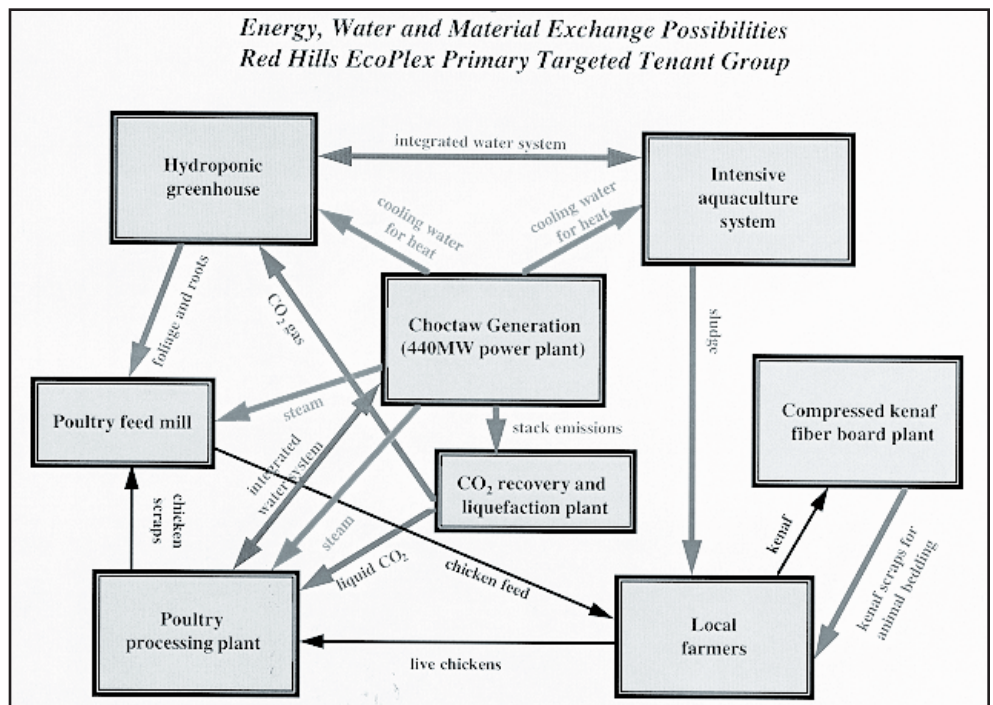 Energy, Water and Material Exchange Possibilities
Red Hills EcoPlex Primary Targeted Tenant Group
integrated water system
Hydroponic
greenhouse
Intensive
aquaculture
system
cooling water
for heat
cooling water
for heat
Choctaw Generation
(440MW power plant)
foliage and roots
CO₂ gas
sludge
Poultry feed mill
steam
stack emissions
Compressed kenaf
fiber board plant
integrated
water system
CO₂ recovery and
liquefaction plant
chicken
scraps
steam
liquid CO₂
chicken feed
kenaf
kenaf scraps for
animal bedding
Poultry
processing plant
Local
farmers
live chickens